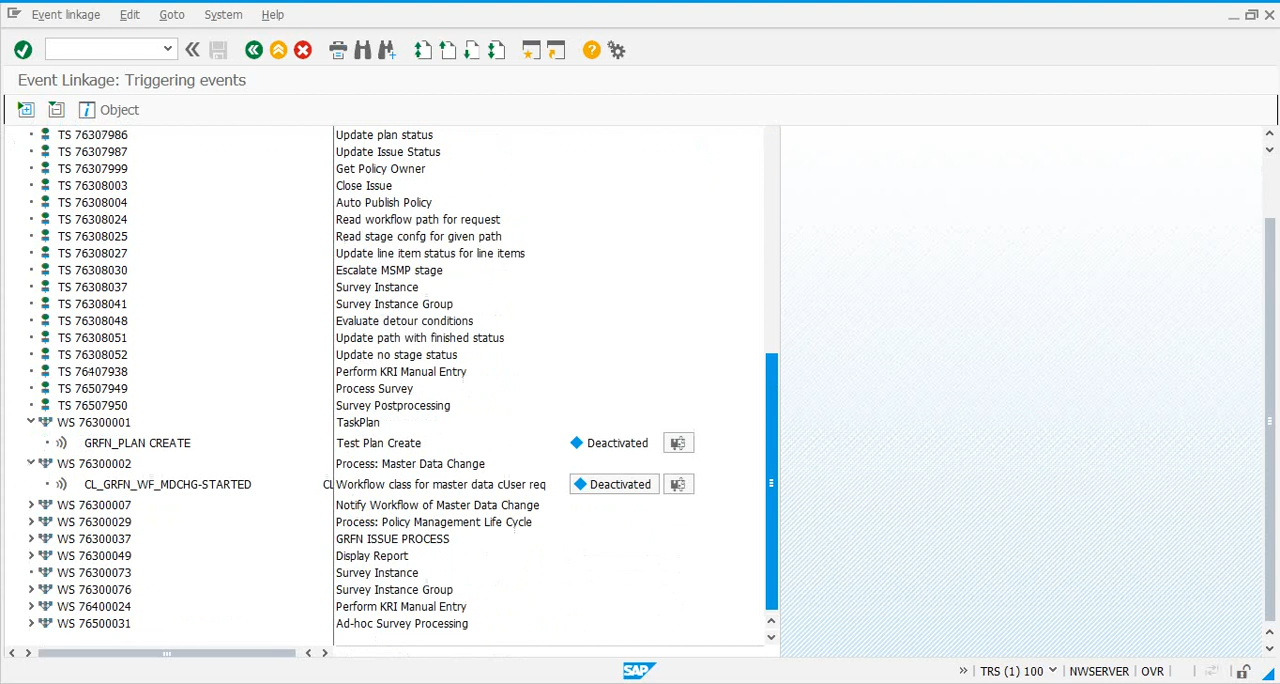 Event linkage Edit Goto System Help
Event Linkage: Triggering events
Object
TS 76307986 Update plan status
TS 76307987 Update Issue Status
TS 76307999 Get Policy Owner
TS 76308003 Close Issue
TS 76308004 Auto Publish Policy
TS 76308024 Read workflow path for request
TS 76308025 Read stage confg for given path
TS 76308027 Update line item status for line items
TS 76308030 Escalate MSMP stage
TS 76308037 Survey Instance
TS 76308041 Survey Instance Group
TS 76308048 Evaluate detour conditions
TS 76308051 Update path with finished status
TS 76308052 Update no stage status
TS 76407938 Perform KRI Manual Entry
TS 76507949 Process Survey
TS 76507950 Survey Postprocessing
WS 76300001 TaskPlan
GRFN_PLAN CREATE Test Plan Create Deactivated
WS 76300002 Process: Master Data Change
CL_GRFN_WF_MDCHG-STARTED CL Workflow class for master data cUser req Deactivated
WS 76300007 Notify Workflow of Master Data Change
WS 76300029 Process: Policy Management Life Cycle
WS 76300037 GRFN ISSUE PROCESS
WS 76300049 Display Report
WS 76300073 Survey Instance
WS 76300076 Survey Instance Group
WS 76400024 Perform KRI Manual Entry
WS 76500031 Ad-hoc Survey Processing
SAP TRS (1) 100 NWSERVER OVR